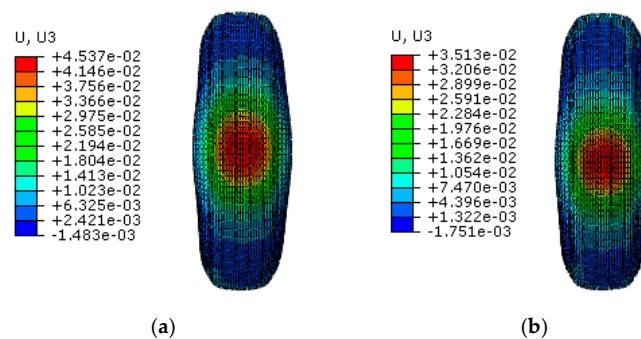 U, U3
+4.537e-02
+4.146e-02
+3.756e-02
+3.366e-02
+2.975e-02
+2.585e-02
+2.194e-02
+1.804e-02
+1.413e-02
+1.023e-02
+6.325e-03
+2.421e-03
-1.483e-03
(a)
U, U3
+3.513e-02
+3.206e-02
+2.899e-02
+2.591e-02
+2.284e-02
+1.976e-02
+1.669e-02
+1.362e-02
+1.054e-02
+7.470e-03
+4.396e-03
+1.322e-03
-1.751e-03
(b)